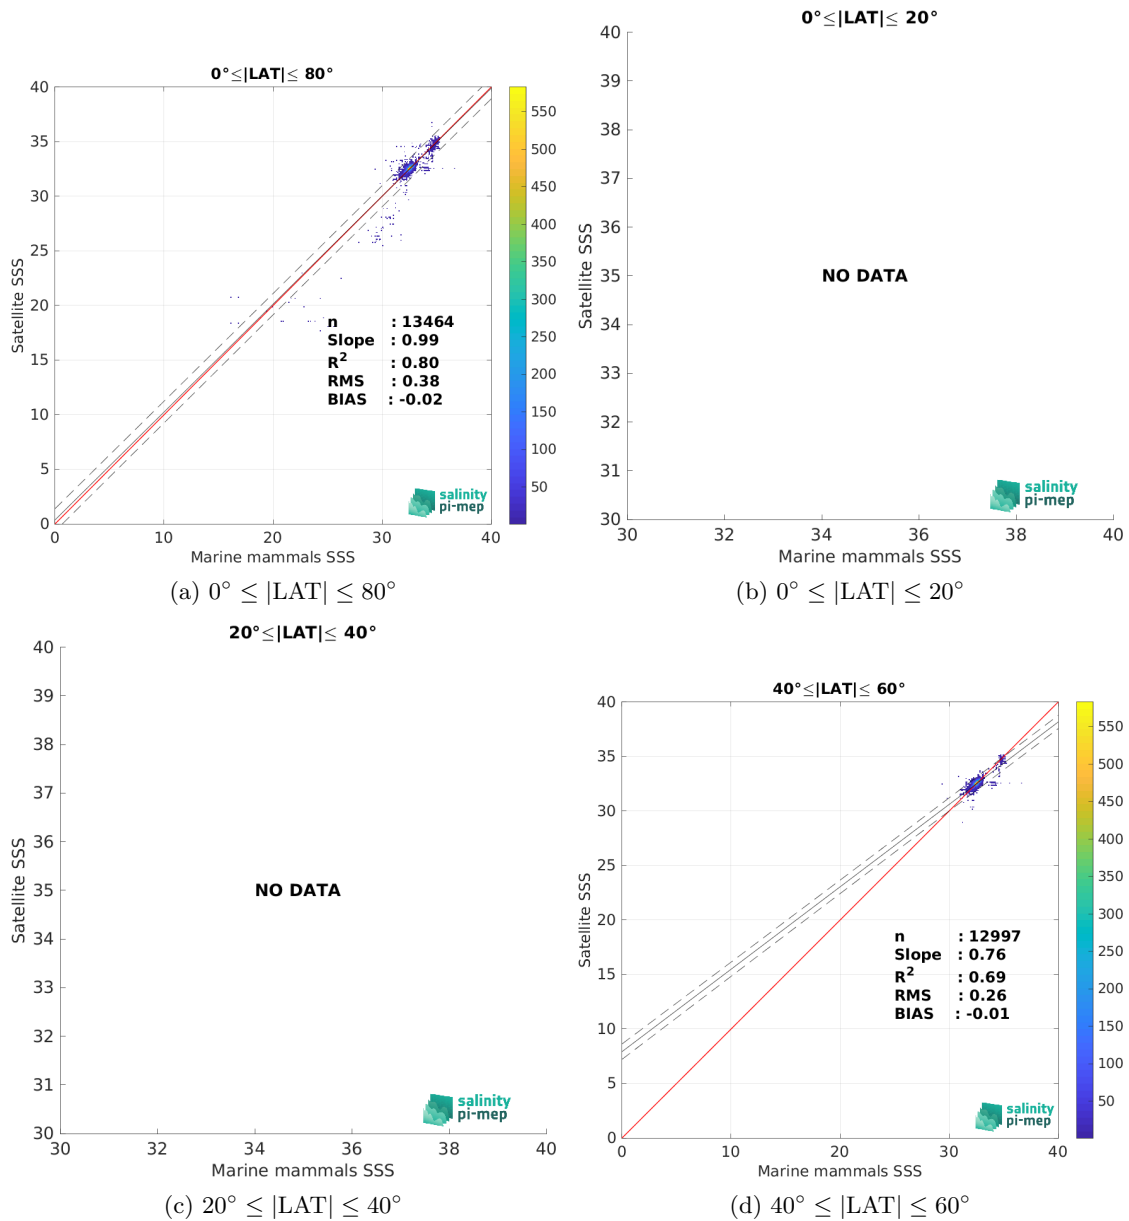 0°≤|LAT|≤ 80°
40
35
30
25
20
15
10
5
0
Satellite SSS
0
10
20
30
40
Marine mammals SSS
550
500
450
400
350
300
250
200
150
100
50
n : 13464
Slope : 0.99
R² : 0.80
RMS : 0.38
BIAS : -0.02
salinity
pi-mep
(a) 0° ≤ |LAT| ≤ 80°
0°≤|LAT|≤ 20°
40
39
38
37
36
35
34
33
32
31
30
Satellite SSS
NO DATA
30
32
34
36
38
40
Marine mammals SSS
salinity
pi-mep
(b) 0° ≤ |LAT| ≤ 20°
20°≤|LAT|≤ 40°
40
39
38
37
36
35
34
33
32
31
30
Satellite SSS
NO DATA
30
32
34
36
38
40
Marine mammals SSS
salinity
pi-mep
(c) 20° ≤ |LAT| ≤ 40°
40°≤|LAT|≤ 60°
40
35
30
25
20
15
10
5
0
Satellite SSS
0
10
20
30
40
Marine mammals SSS
550
500
450
400
350
300
250
200
150
100
50
n : 12997
Slope : 0.76
R² : 0.69
RMS : 0.26
BIAS : -0.01
salinity
pi-mep
(d) 40° ≤ |LAT| ≤ 60°